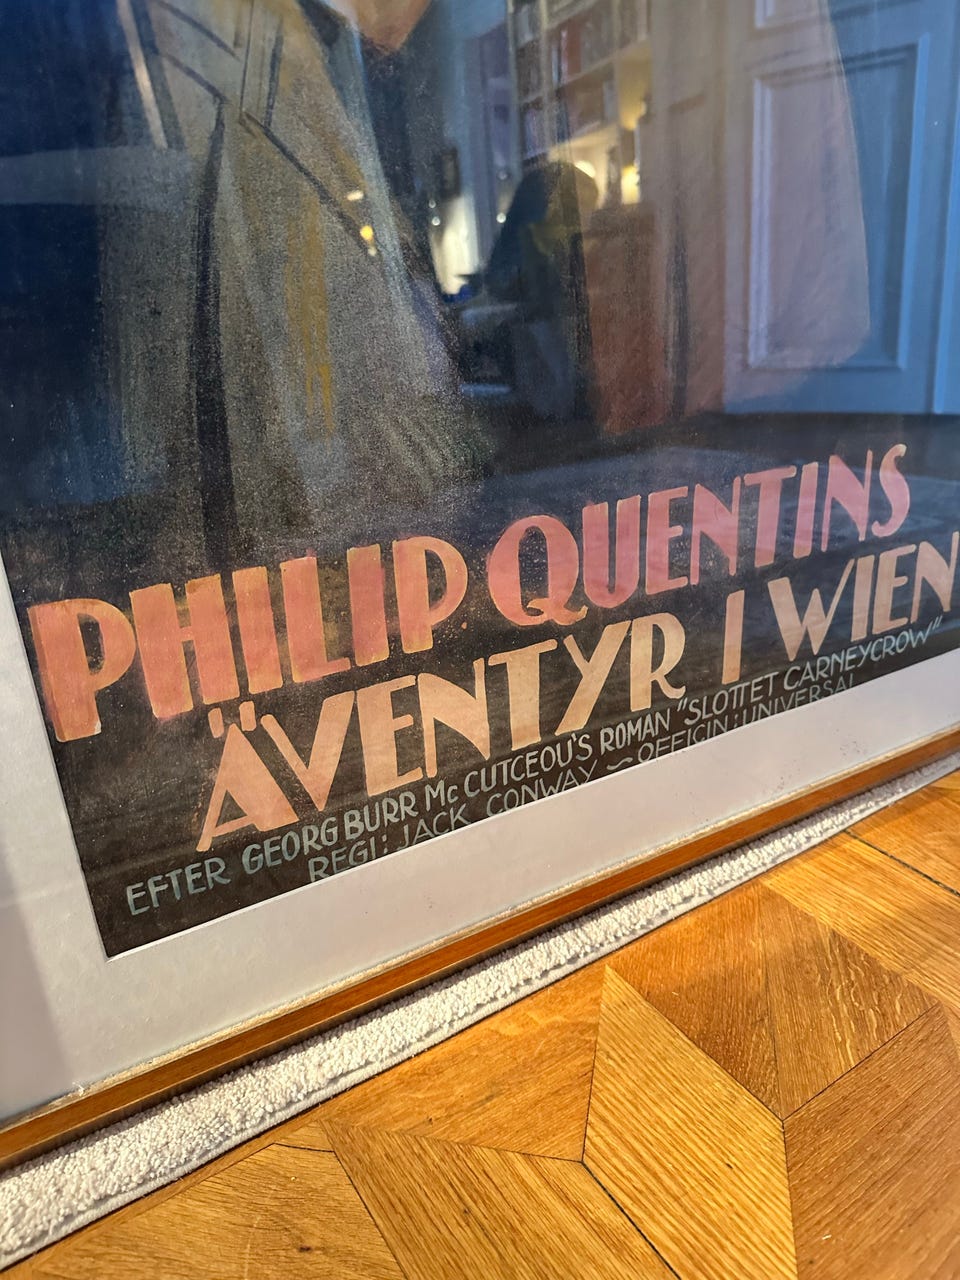 PHILIP QUENTINS
ÄVENTYR I WIEN
EFTER GEORG BURR Mc CUTCEOU'S ROMAN "SLOTTET CARNEYCROW"
REGI: JACK CONWAY ~ OFFICIN: UNIVERSAL